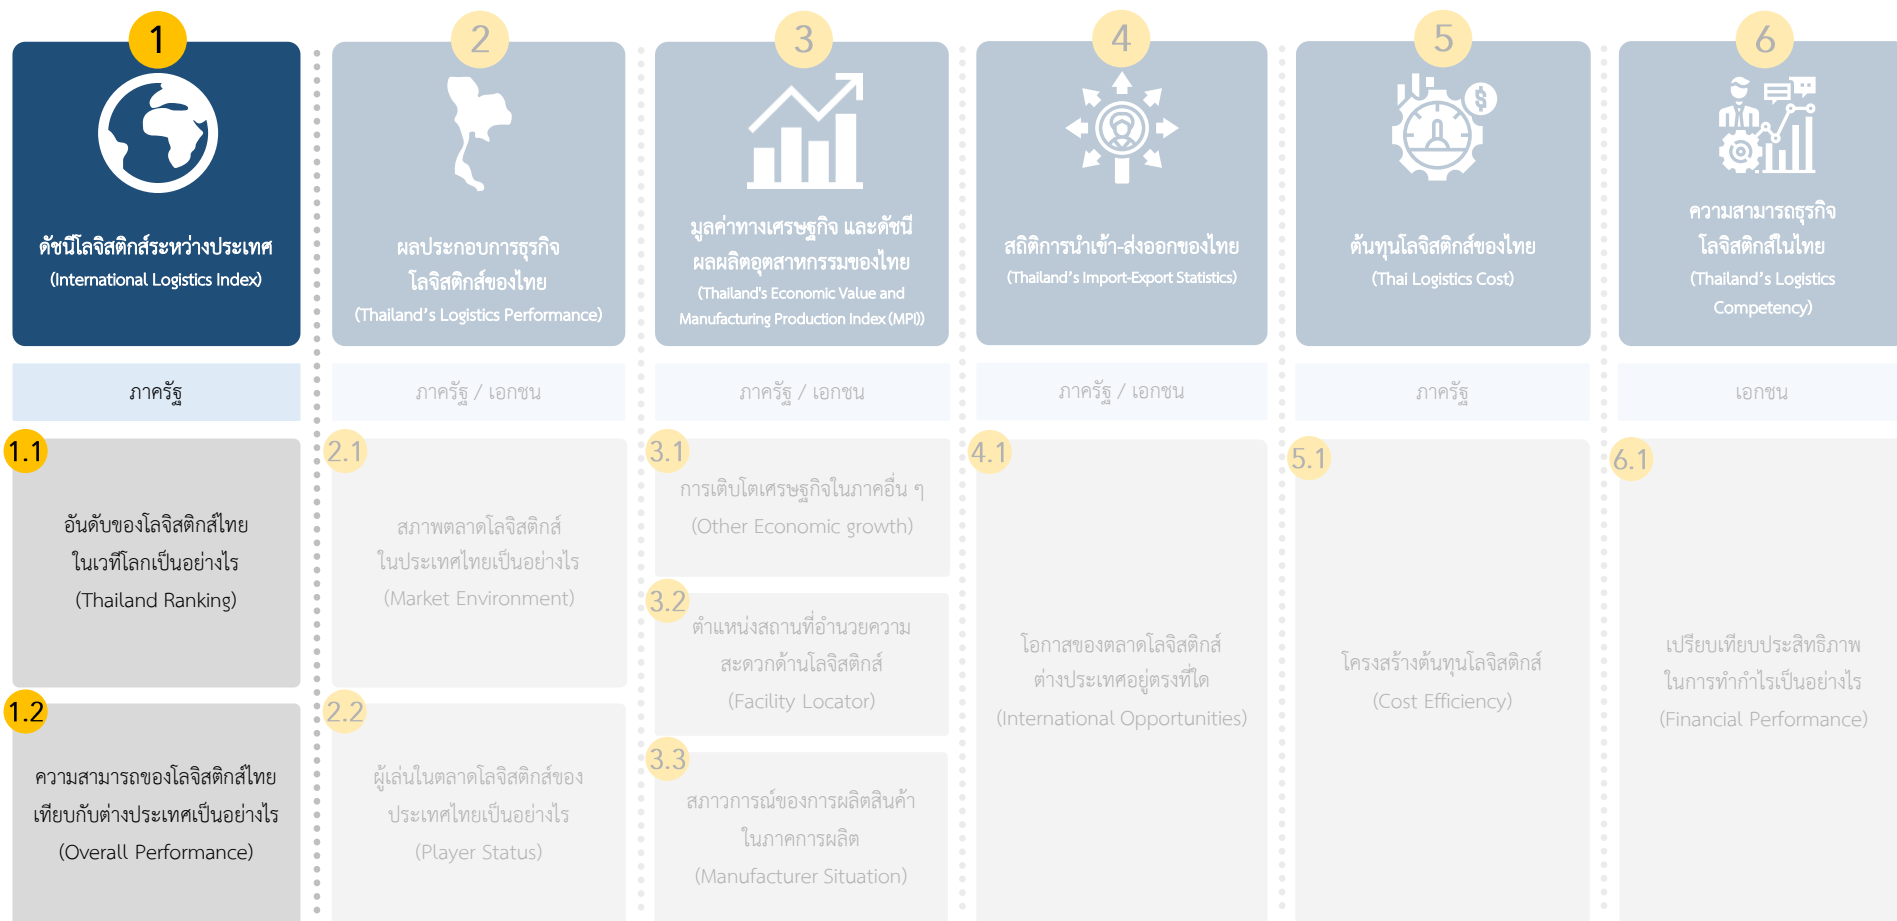 1
ดัชนีโลจิสติกส์ระหว่างประเทศ
(International Logistics Index)
ภาครัฐ
1.1
อันดับของโลจิสติกส์ไทย
ในเวทีโลกเป็นอย่างไร
(Thailand Ranking)
1.2
ความสามารถของโลจิสติกส์ไทย
เทียบกับต่างประเทศเป็นอย่างไร
(Overall Performance)
2
ผลประกอบการธุรกิจ
โลจิสติกส์ของไทย
(Thailand's Logistics Performance)
ภาครัฐ / เอกชน
2.1
สภาพตลาดโลจิสติกส์
ในประเทศไทยเป็นอย่างไร
(Market Environment)
2.2
ผู้เล่นในตลาดโลจิสติกส์ของ
ประเทศไทยเป็นอย่างไร
(Player Status)
3
มูลค่าทางเศรษฐกิจ และดัชนี
ผลผลิตอุตสาหกรรมของไทย
(Thailand's Economic Value and
Manufacturing Production Index (MPI))
ภาครัฐ / เอกชน
3.1
การเติบโตเศรษฐกิจในภาคอื่น ๆ
(Other Economic growth)
3.2
ตำแหน่งสถานที่อำนวยความ
สะดวกด้านโลจิสติกส์
(Facility Locator)
3.3
สภาวการณ์ของการผลิตสินค้า
ในภาคการผลิต
(Manufacturer Situation)
4
สถิติการนำเข้า-ส่งออกของไทย
(Thailand's Import-Export Statistics)
ภาครัฐ / เอกชน
4.1
โอกาสของตลาดโลจิสติกส์
ต่างประเทศอยู่ตรงที่ใด
(International Opportunities)
5
$
ต้นทุนโลจิสติกส์ของไทย
(Thai Logistics Cost)
ภาครัฐ
5.1
โครงสร้างต้นทุนโลจิสติกส์
(Cost Efficiency)
6
ความสามารถธุรกิจ
โลจิสติกส์ในไทย
(Thailand's Logistics
Competency)
เอกชน
6.1
เปรียบเทียบประสิทธิภาพ
ในการทำกำไรเป็นอย่างไร
(Financial Performance)